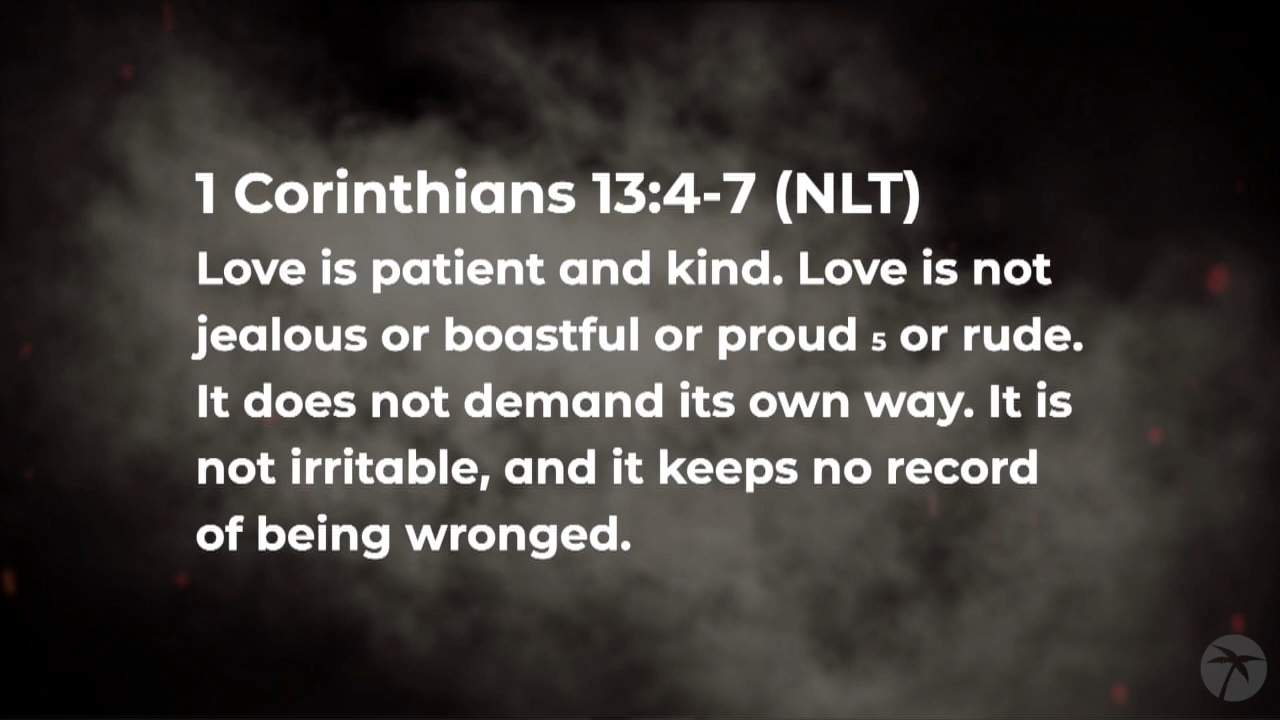 1 Corinthians 13:4-7 (NLT)
Love is patient and kind. Love is not
jealous or boastful or proud 5 or rude.
It does not demand its own way. It is
not irritable, and it keeps no record
of being wronged.